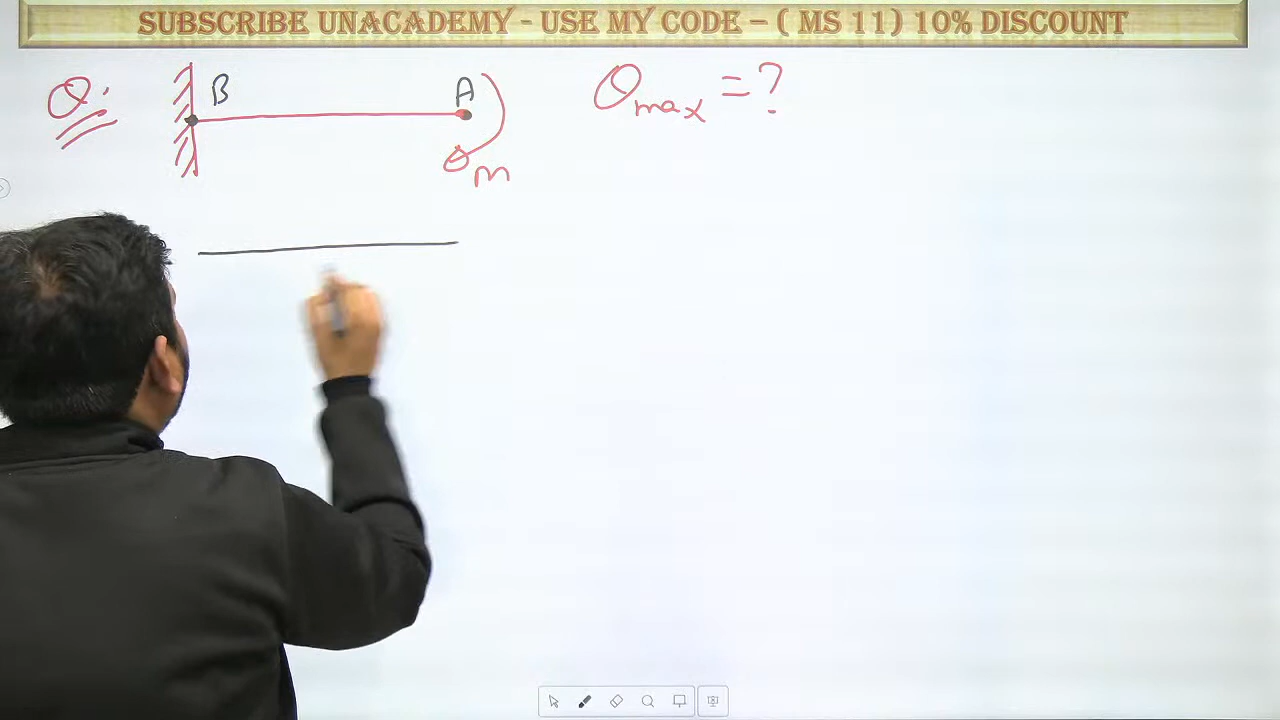 SUBSCRIBE UNACADEMY - USE MY CODE – ( MS 11) 10% DISCOUNT
Q:
B
A
θmax = ?
M